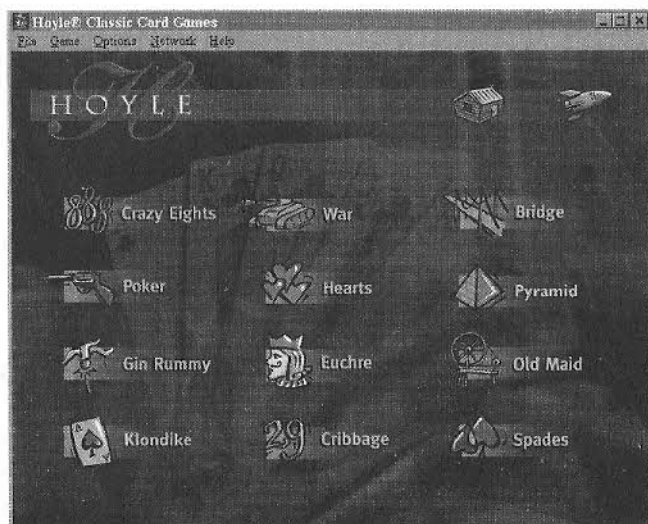 Hoyle® Classic Card Games
File Game Options Network Help
HOYLE
Crazy Eights War Bridge
Poker Hearts Pyramid
Gin Rummy Euchre Old Maid
Klondike 29 Cribbage Spades